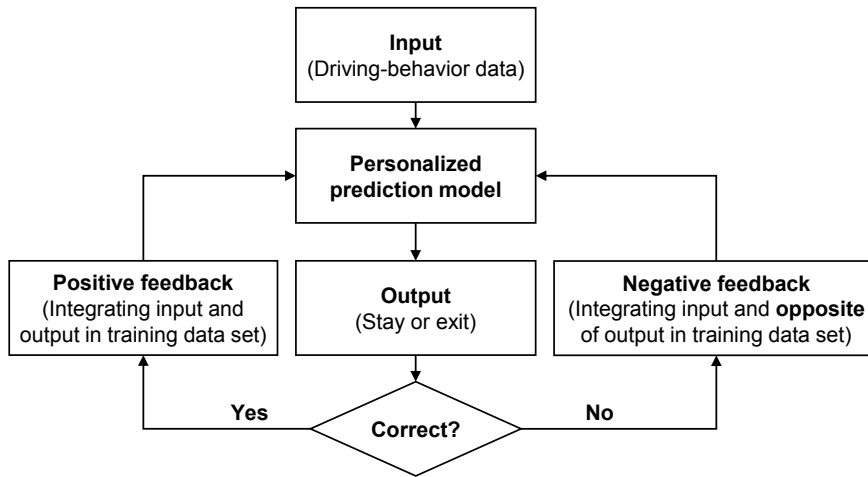 Input
(Driving-behavior data)
Personalized
prediction model
Positive feedback
(Integrating input and
output in training data set)
Output
(Stay or exit)
Negative feedback
(Integrating input and opposite
of output in training data set)
Yes
Correct?
No